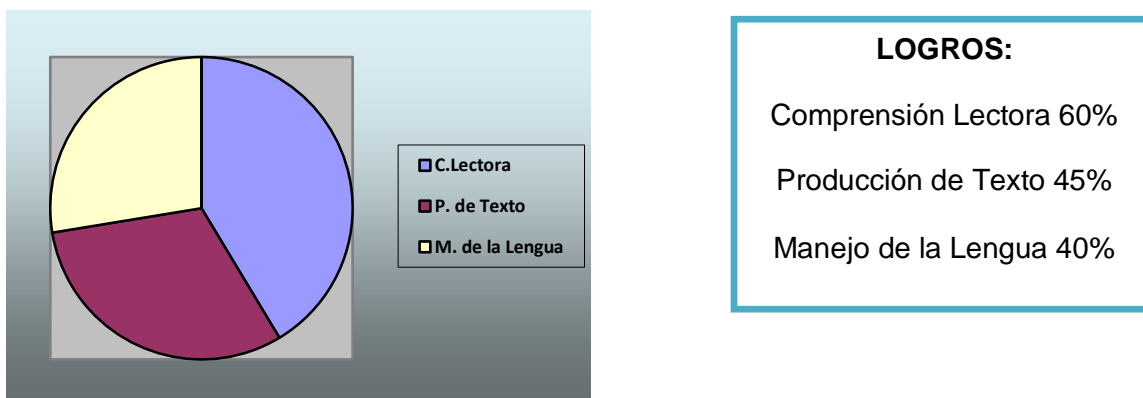 C.Lectora
P. de Texto
M. de la Lengua
LOGROS:
Comprensión Lectora 60%
Producción de Texto 45%
Manejo de la Lengua 40%